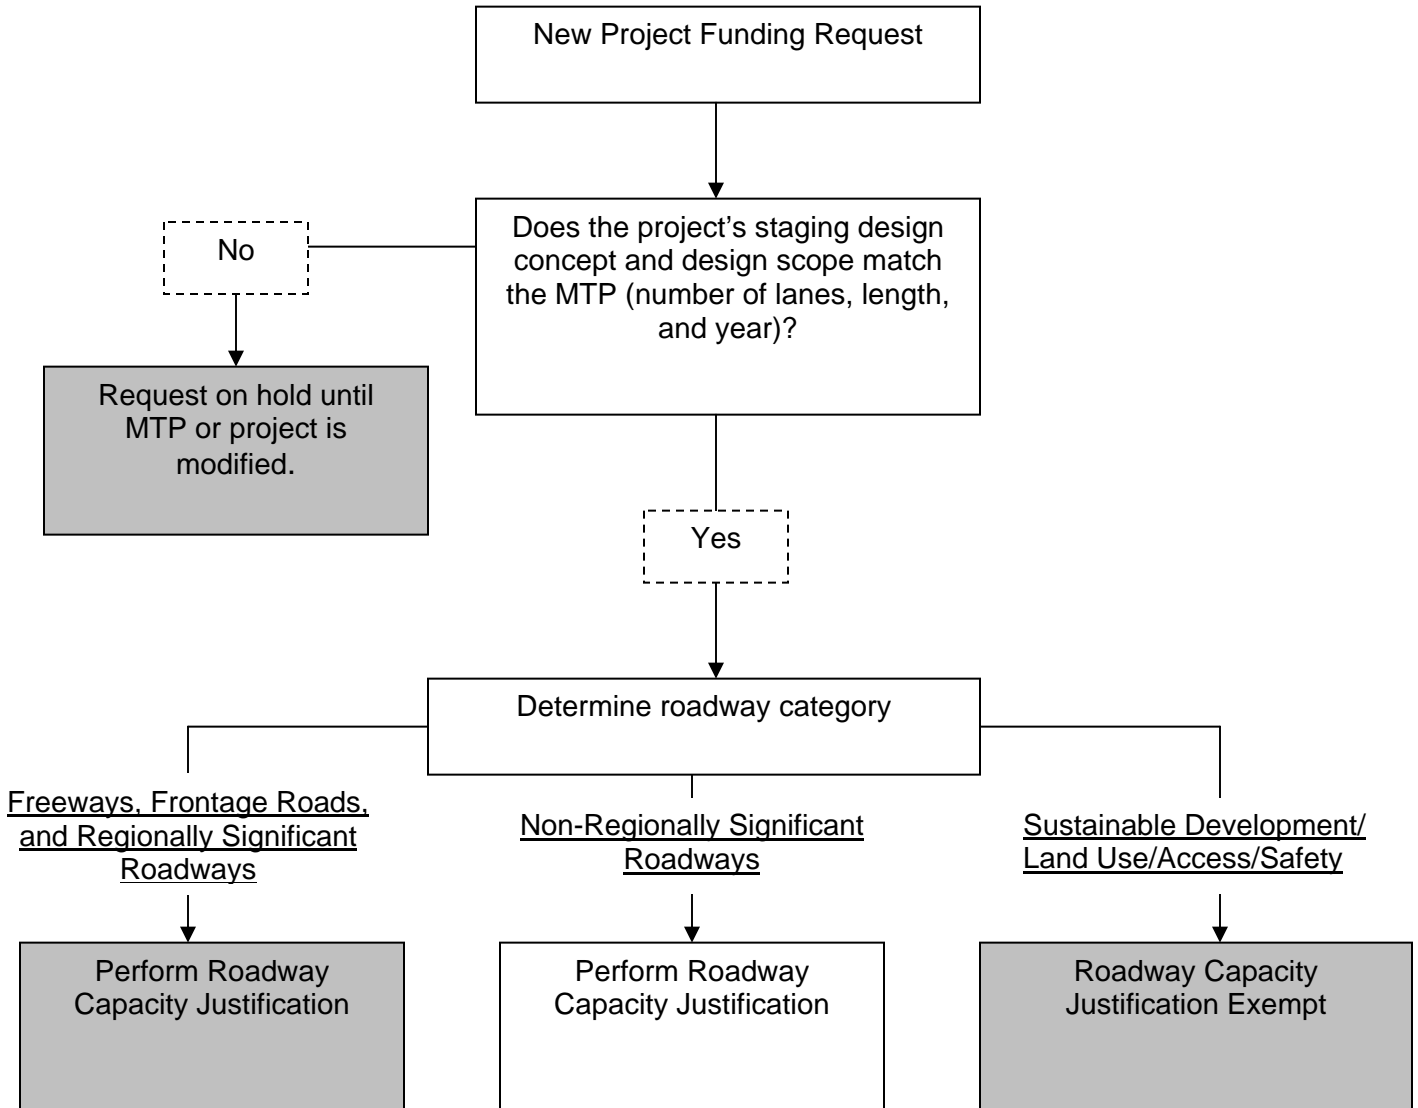 New Project Funding Request
Does the project’s staging design
concept and design scope match
the MTP (number of lanes, length,
and year)?
No
Request on hold until
MTP or project is
modified.
Yes
Determine roadway category
Freeways, Frontage Roads,
and Regionally Significant
Roadways
Non-Regionally Significant
Roadways
Sustainable Development/
Land Use/Access/Safety
Perform Roadway
Capacity Justification
Perform Roadway
Capacity Justification
Roadway Capacity
Justification Exempt